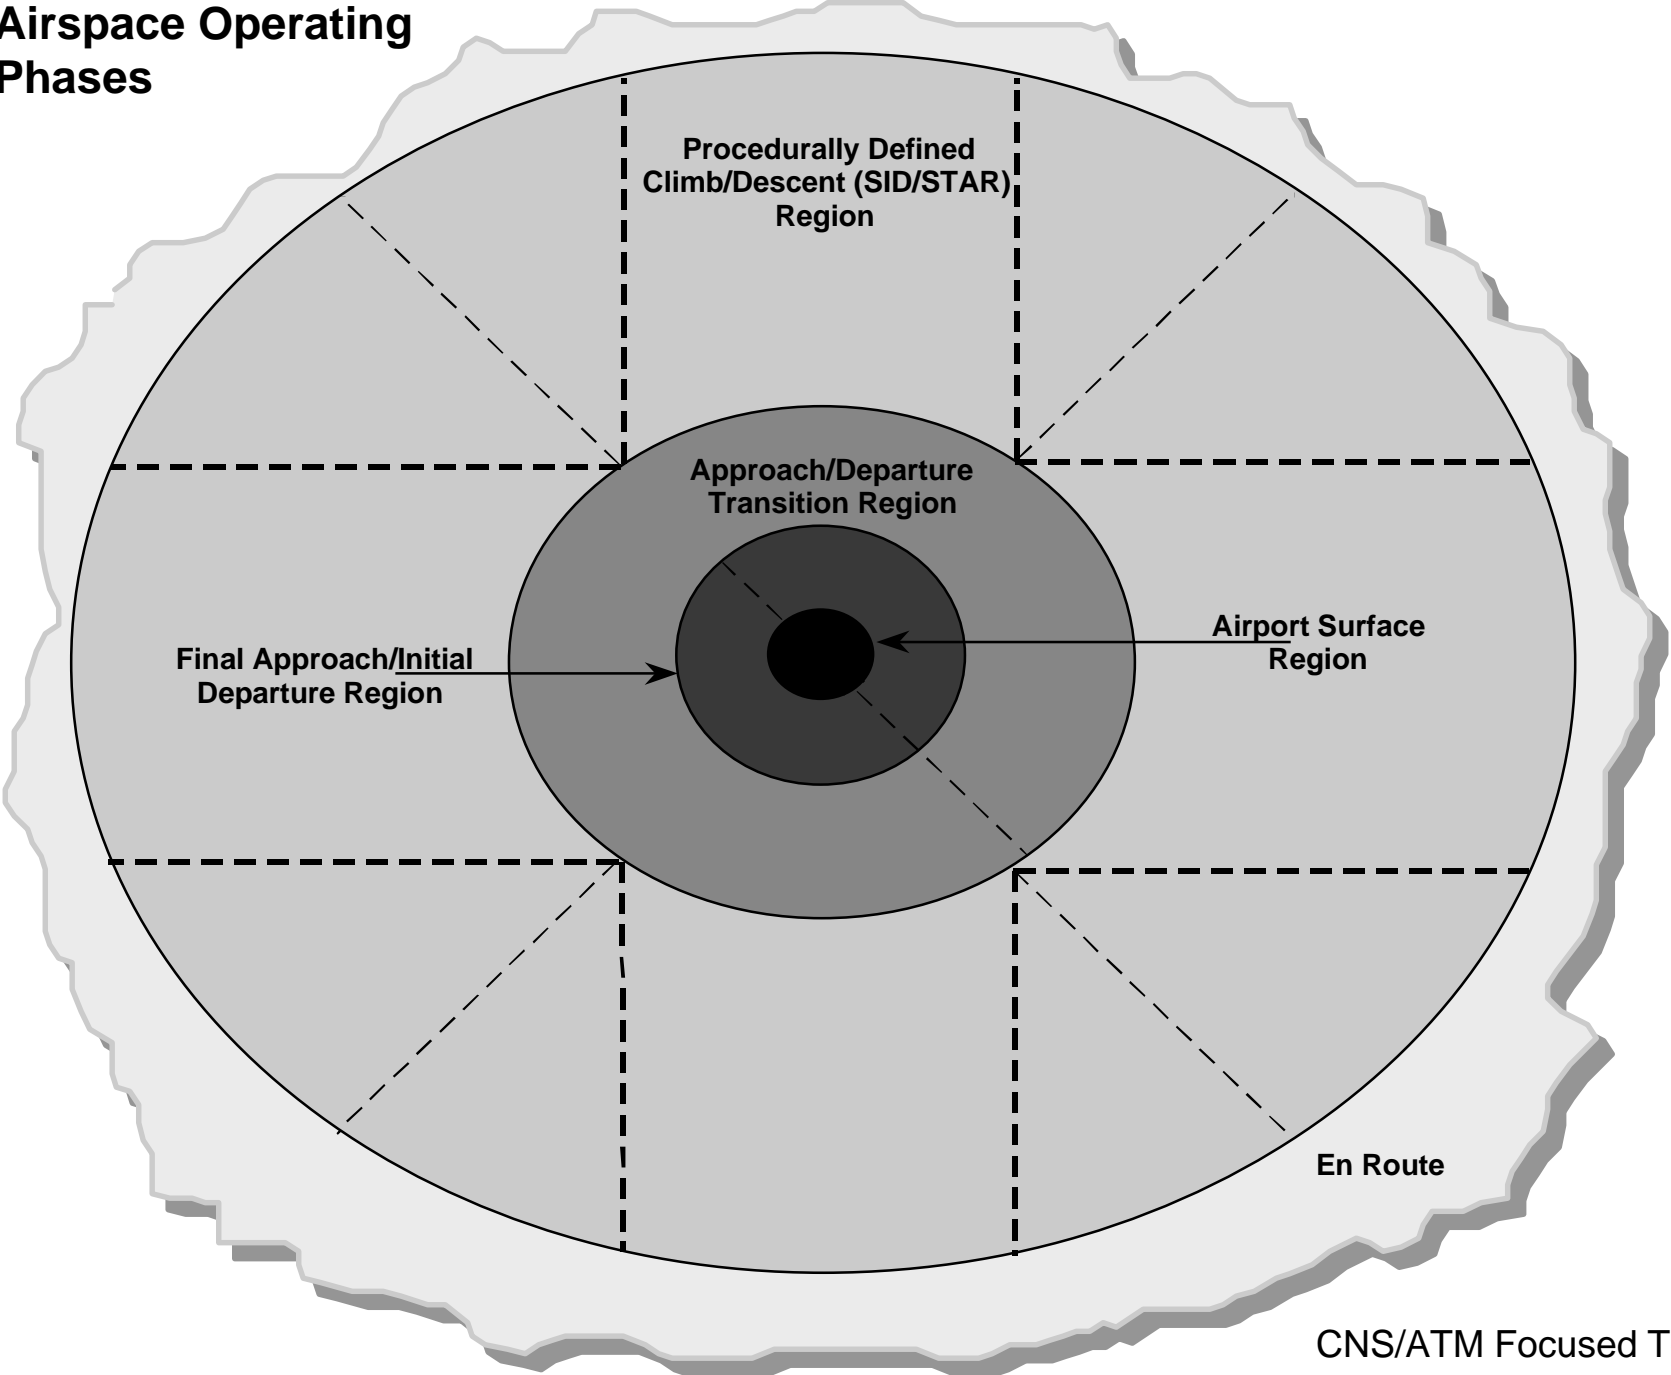 Airspace Operating
Phases
Procedurally Defined
Climb/Descent (SID/STAR)
Region
Approach/Departure
Transition Region
Airport Surface
Region
Final Approach/Initial
Departure Region
En Route
CNS/ATM Focused T